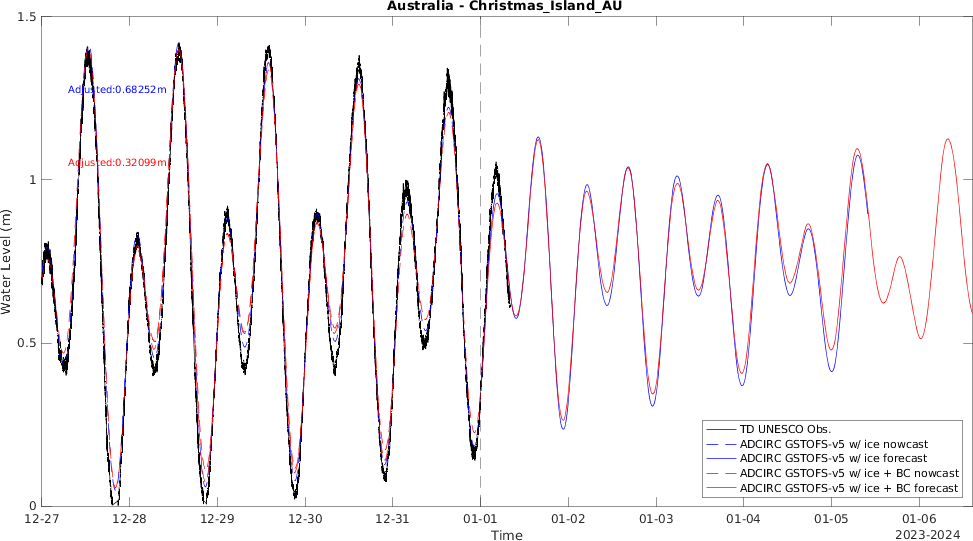 Australia - Christmas_Island_AU
1.5
Adjusted:0.68252m
Adjusted:0.32099m
1
Water Level (m)
0.5
TD UNESCO Obs.
ADCIRC GSTOFS-v5 w/ ice nowcast
ADCIRC GSTOFS-v5 w/ ice forecast
ADCIRC GSTOFS-v5 w/ ice + BC nowcast
ADCIRC GSTOFS-v5 w/ ice + BC forecast
0
12-27 12-28 12-29 12-30 12-31 01-01 01-02 01-03 01-04 01-05 01-06
Time
2023-2024